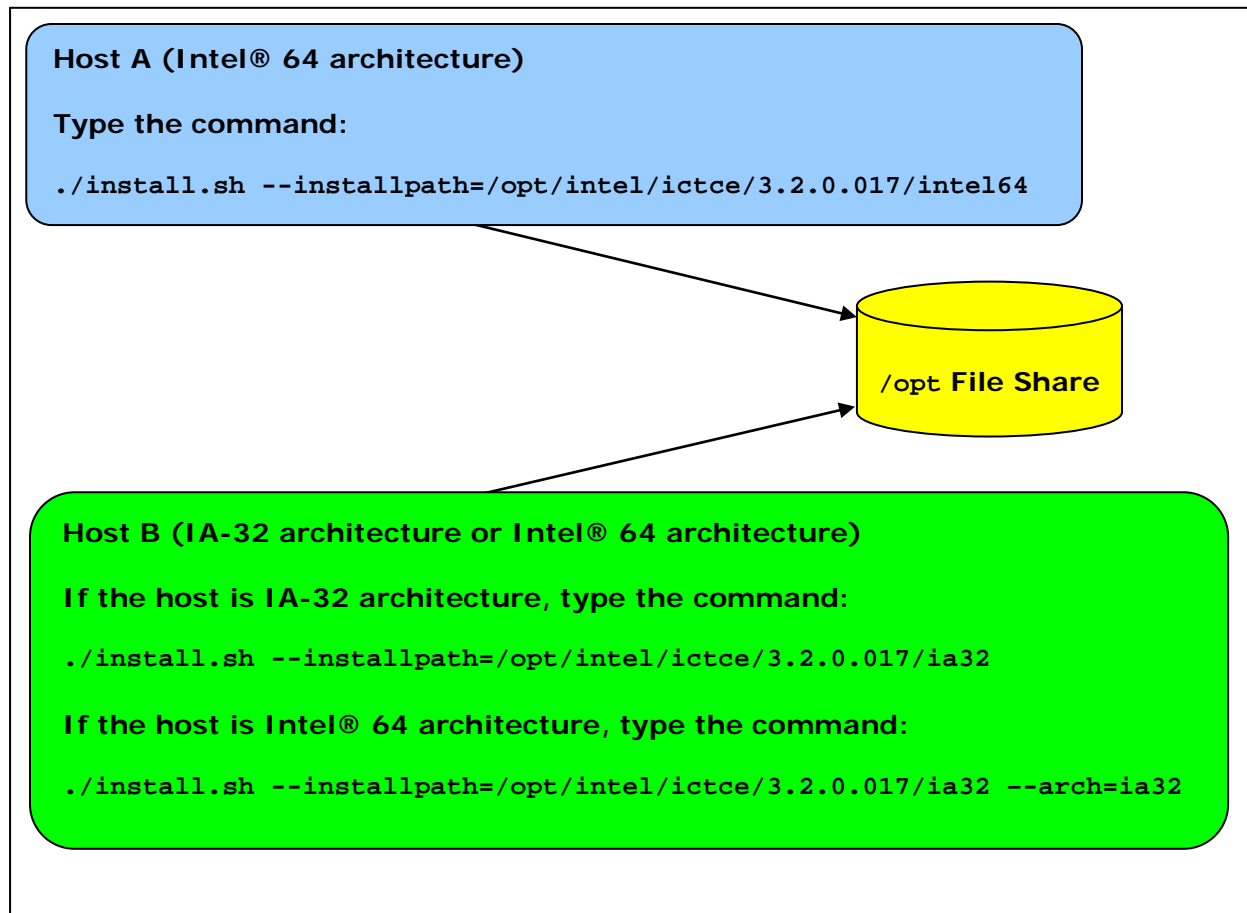 Host A (Intel® 64 architecture)
Type the command:
./install.sh --installpath=/opt/intel/ictce/3.2.0.017/intel64
/opt File Share
Host B (IA-32 architecture or Intel® 64 architecture)
If the host is IA-32 architecture, type the command:
./install.sh --installpath=/opt/intel/ictce/3.2.0.017/ia32
If the host is Intel® 64 architecture, type the command:
./install.sh --installpath=/opt/intel/ictce/3.2.0.017/ia32 –-arch=ia32